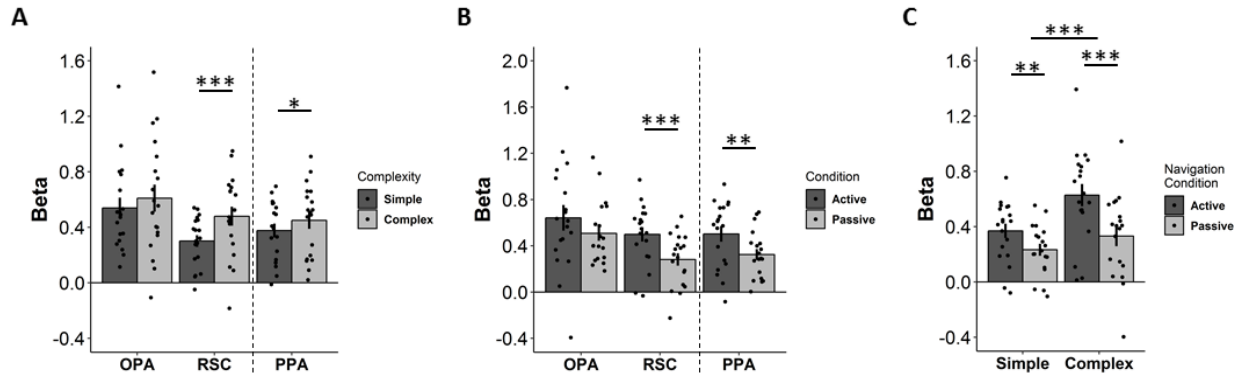 A
Beta
1.6
1.2
0.8
0.4
0.0
-0.4
***
*
OPA RSC PPA
Complexity
Simple
Complex
B
Beta
2.0
1.6
1.2
0.8
0.4
0.0
-0.4
***
**
OPA RSC PPA
Condition
Active
Passive
C
Beta
1.6
1.2
0.8
0.4
0.0
-0.4
***
**
***
Simple Complex
Navigation
Condition
Active
Passive